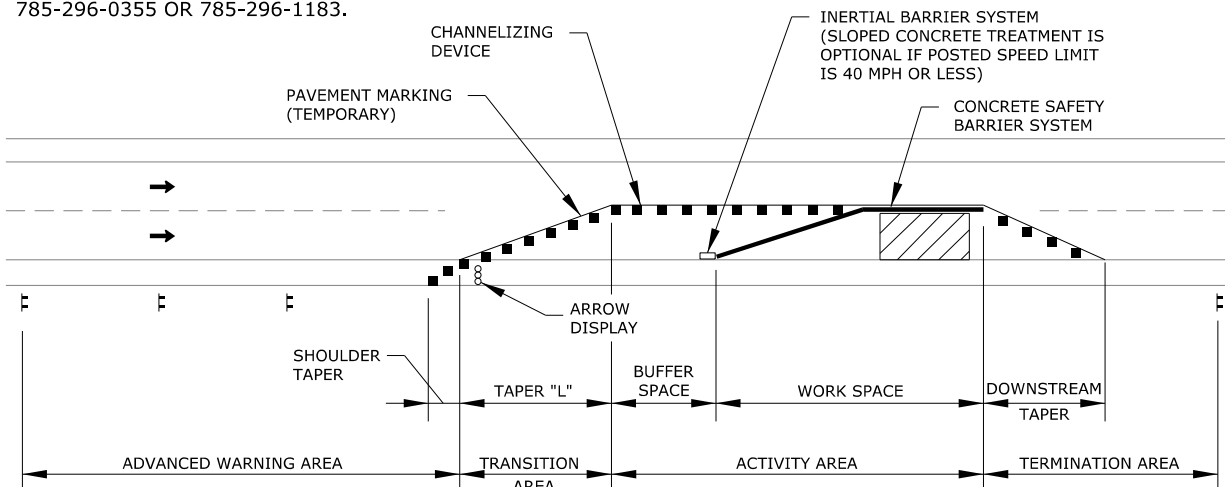 785-296-0355 OR 785-296-1183.
CHANNELIZING
DEVICE
INERTIAL BARRIER SYSTEM
(SLOPED CONCRETE TREATMENT IS
OPTIONAL IF POSTED SPEED LIMIT
IS 40 MPH OR LESS)
PAVEMENT MARKING
(TEMPORARY)
CONCRETE SAFETY
BARRIER SYSTEM
ARROW
DISPLAY
SHOULDER
TAPER
TAPER "L"
BUFFER
SPACE
WORK SPACE
DOWNSTREAM
TAPER
ADVANCED WARNING AREA
TRANSITION
AREA
ACTIVITY AREA
TERMINATION AREA